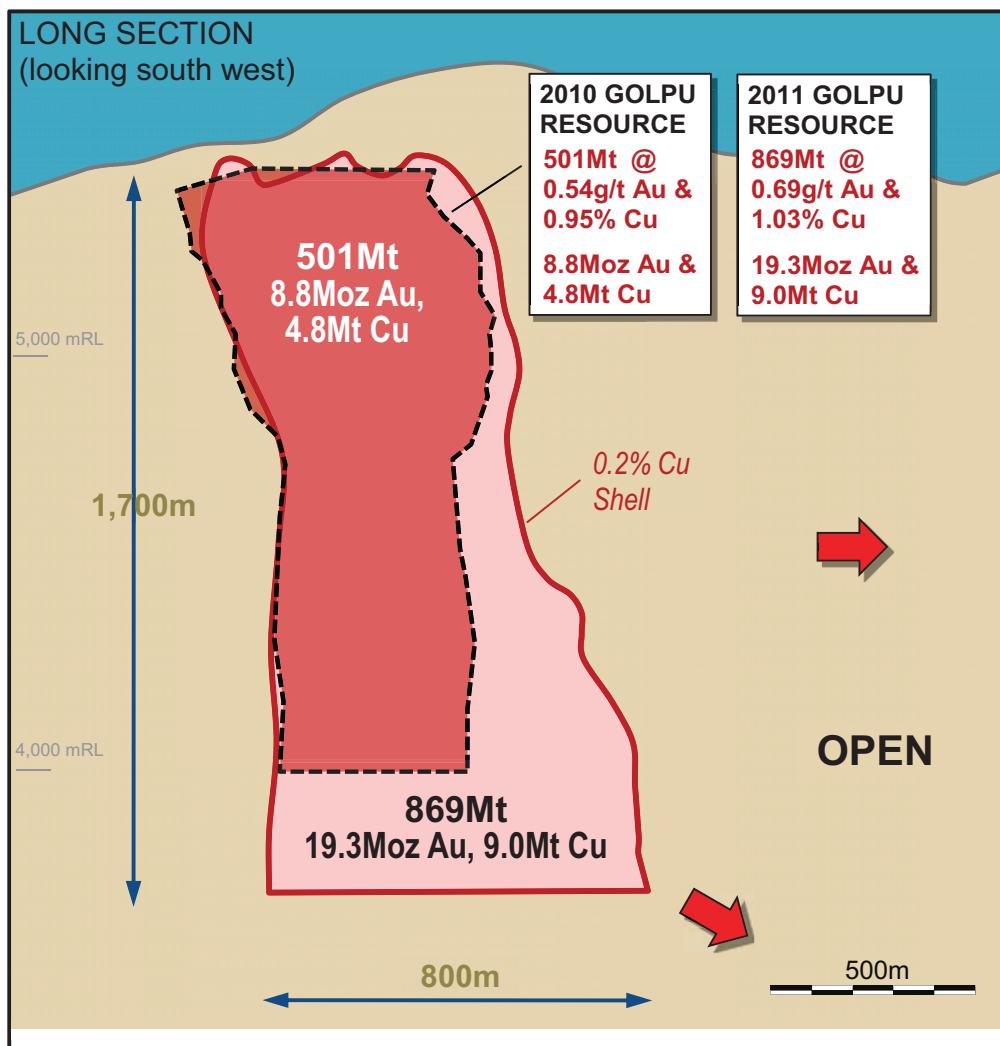 LONG SECTION
(looking south west)
2010 GOLPU
RESOURCE
501Mt @
0.54g/t Au &
0.95% Cu
8.8Moz Au &
4.8Mt Cu
2011 GOLPU
RESOURCE
869Mt @
0.69g/t Au &
1.03% Cu
19.3Moz Au &
9.0Mt Cu
501Mt
8.8Moz Au,
4.8Mt Cu
5,000 mRL
0.2% Cu
Shell
1,700m
4,000 mRL
OPEN
869Mt
19.3Moz Au, 9.0Mt Cu
800m
500m